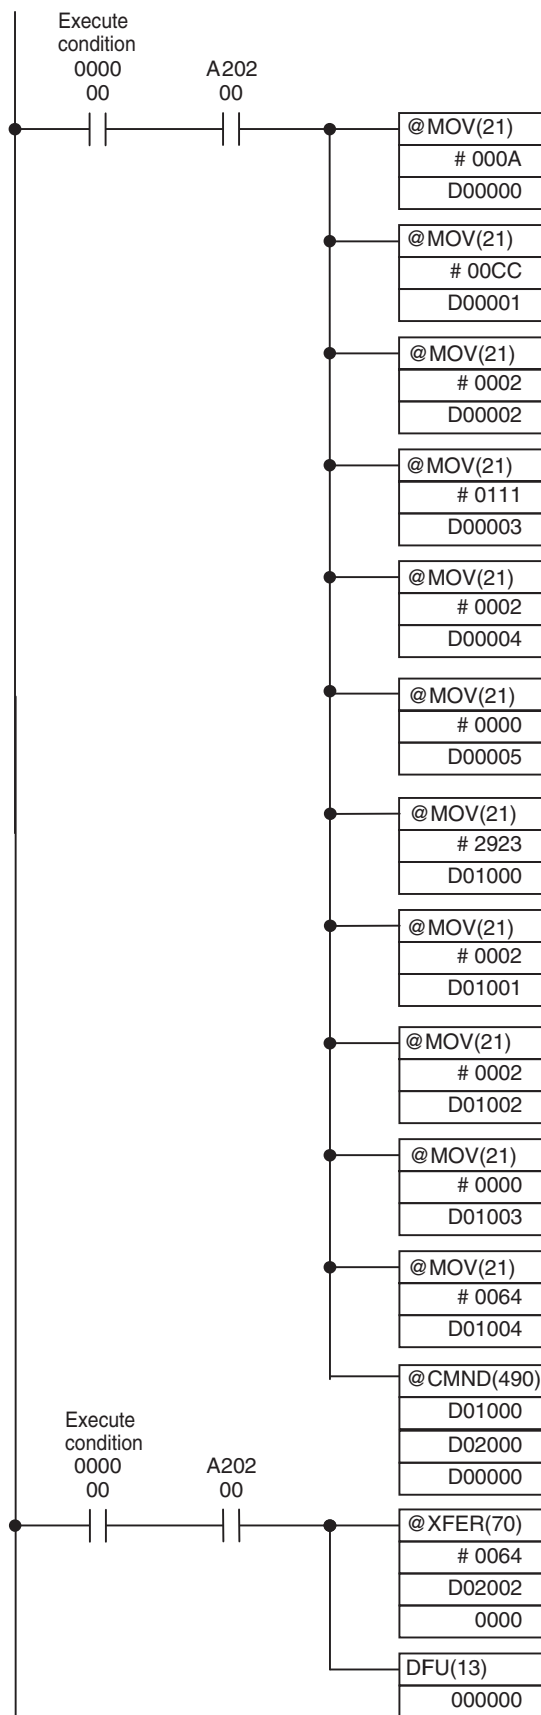 Execute
condition
0000
00
A202
00
@MOV(21)
# 000A
D00000
@MOV(21)
# 00CC
D00001
@MOV(21)
# 0002
D00002
@MOV(21)
# 0111
D00003
@MOV(21)
# 0002
D00004
@MOV(21)
# 0000
D00005
@MOV(21)
# 2923
D01000
@MOV(21)
# 0002
D01001
@MOV(21)
# 0002
D01002
@MOV(21)
# 0000
D01003
@MOV(21)
# 0064
D01004
@CMND(490)
D01000
D02000
D00000
Execute
condition
0000
00
A202
00
@XFER(70)
# 0064
D02002
0000
DFU(13)
000000